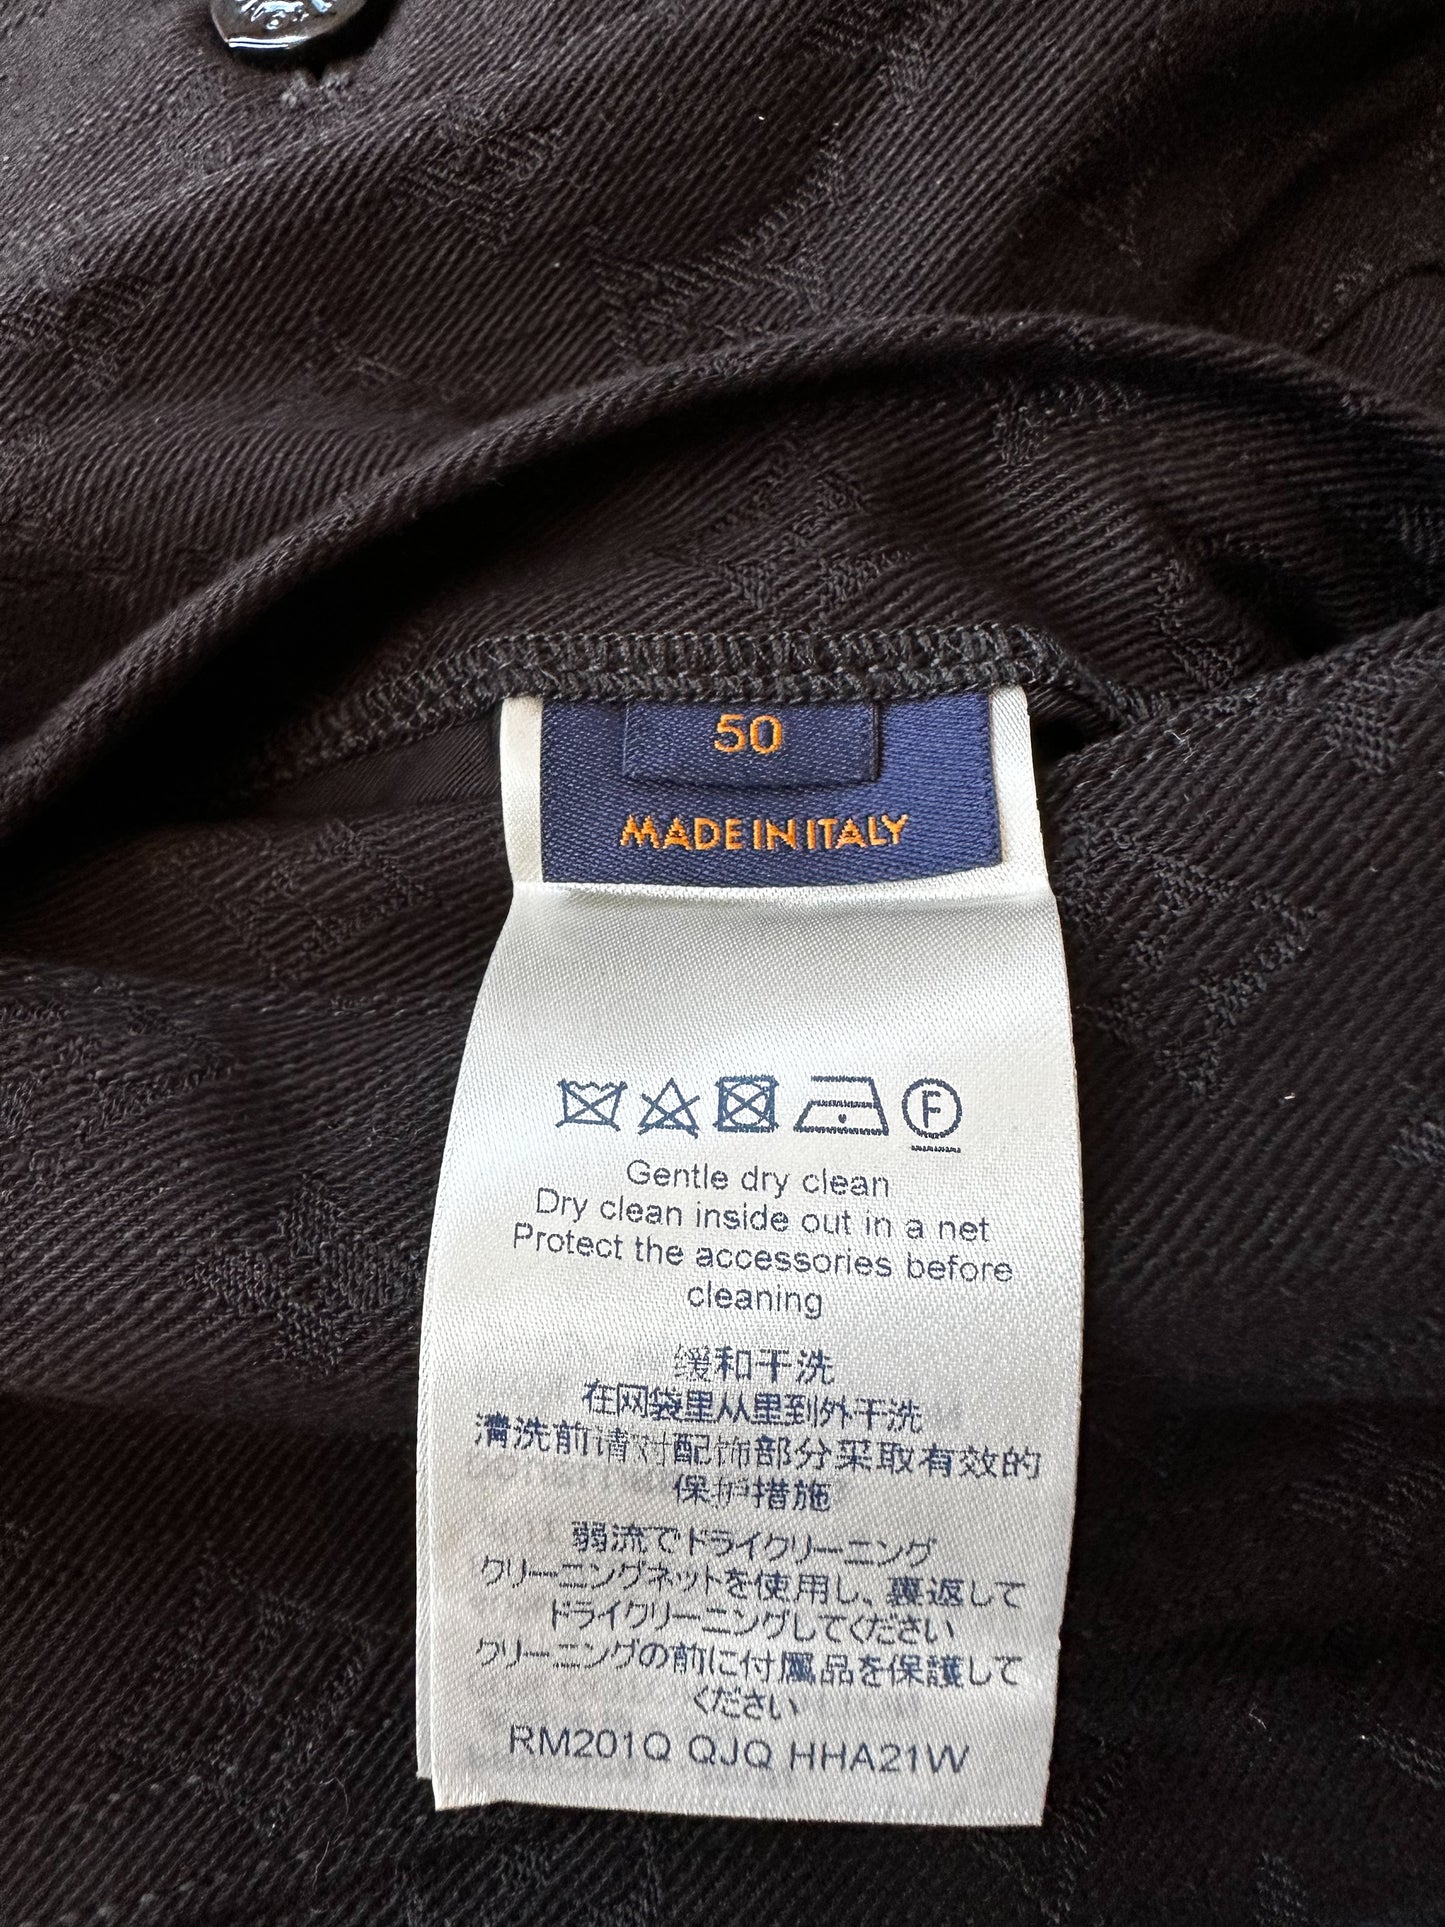 50
MADE IN ITALY
F
Gentle dry clean
Dry clean inside out in a net
Protect the accessories before
cleaning
缓和干洗
在网袋里从里到外干洗
清洗前请对配饰部分采取有效的
保护措施
弱流でドライクリーニング
クリーニングネットを使用し、裏返して
ドライクリーニングしてください
クリーニングの前に付属品を保護して
ください
RM201Q QJQ HHA21W